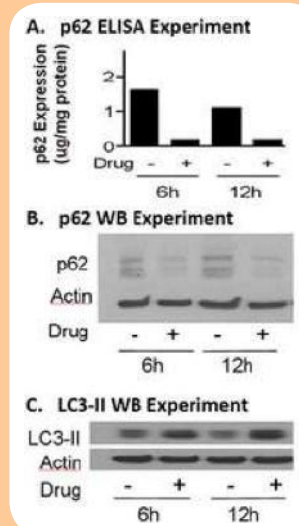 A. p62 ELISA Experiment
p62 Expression
(ug/mg protein)
2
1
0
Drug - + - +
6h 12h
B. p62 WB Experiment
p62
Actin
Drug - + - +
6h 12h
C. LC3-II WB Experiment
LC3-II
Actin
Drug - + - +
6h 12h